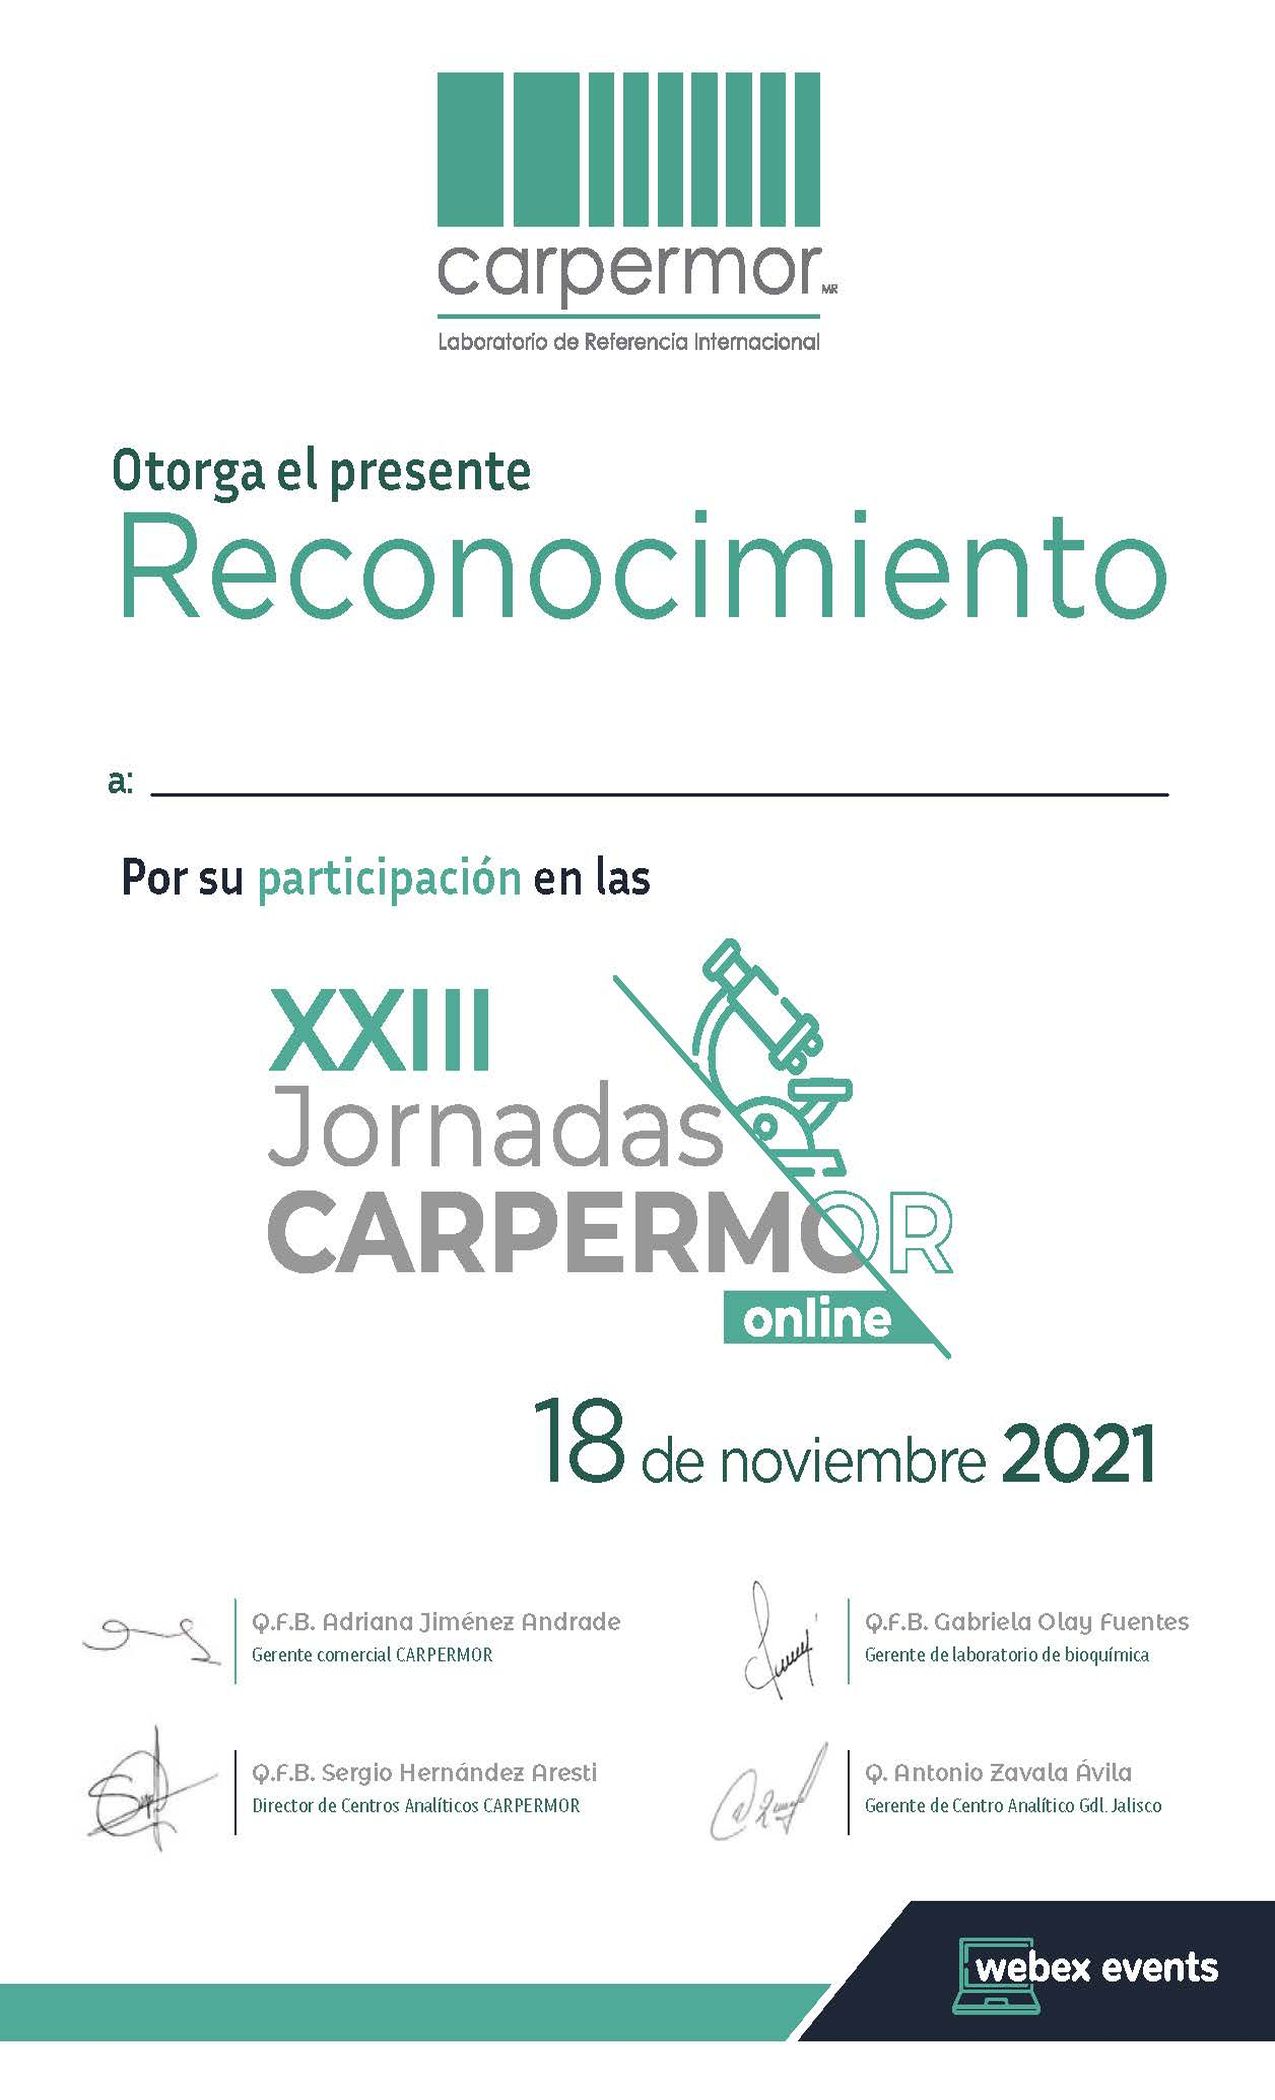 carpermor MR
Laboratorio de Referencia Internacional
Otorga el presente
Reconocimiento
a:
Por su participación en las
XXIII
Jornadas
CARPERMOR
online
18 de noviembre 2021
Q.F.B. Adriana Jiménez Andrade
Gerente comercial CARPERMOR
Q.F.B. Gabriela Olay Fuentes
Gerente de laboratorio de bioquímica
Q.F.B. Sergio Hernández Aresti
Director de Centros Analíticos CARPERMOR
Q. Antonio Zavala Ávila
Gerente de Centro Analítico Gdl. Jalisco
webex events